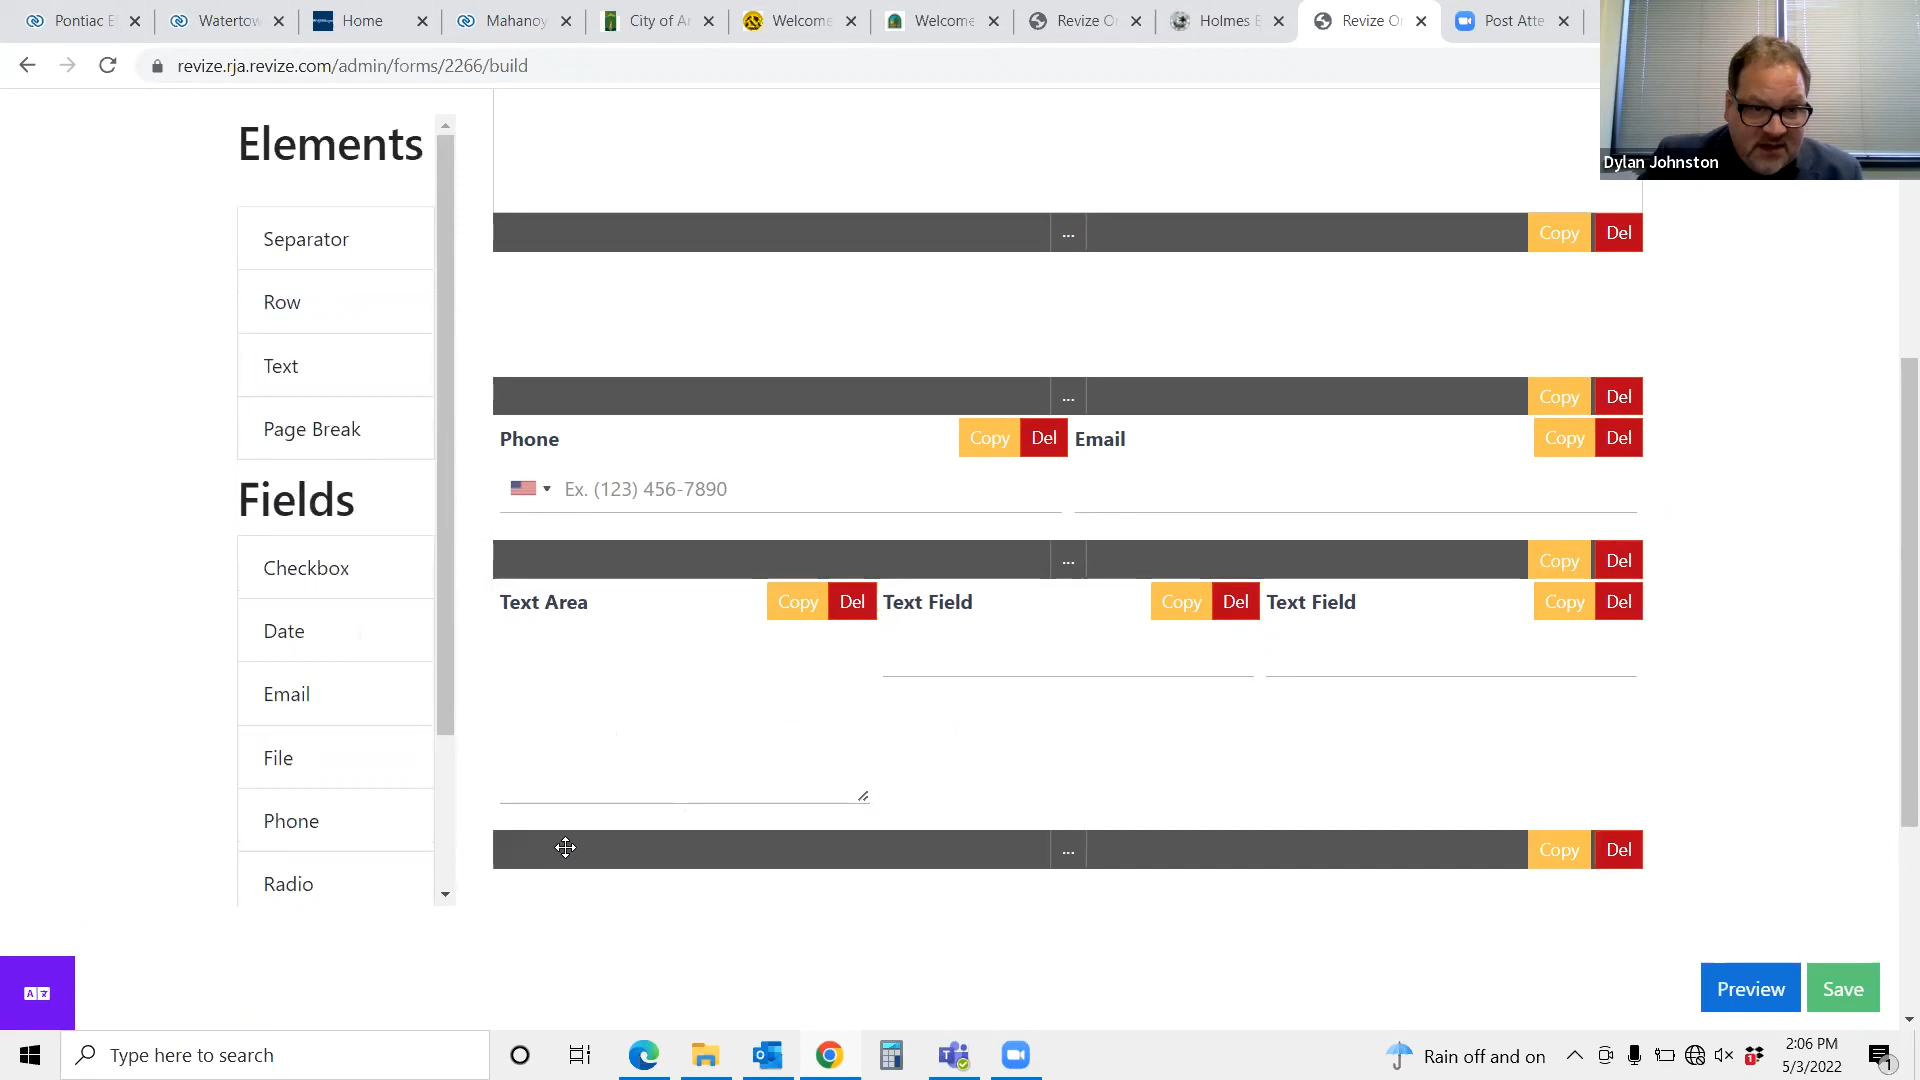 Pontiac E
Watertow
Home
Mahanoy
City of Ar
Welcome
Welcome
Revize O
Holmes B
Revize O
Post Atte
revize.rja.revize.com/admin/forms/2266/build
Dylan Johnston
Elements
Separator
Row
Text
Page Break
Fields
Checkbox
Date
Email
File
Phone
Radio
... Copy Del
... Copy Del
Phone Copy Del Email Copy Del
Ex. (123) 456-7890
... Copy Del
Text Area Copy Del Text Field Copy Del Text Field Copy Del
... Copy Del
Preview Save
Type here to search
Rain off and on
2:06 PM
5/3/2022
1